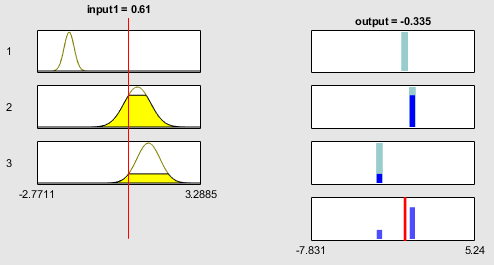 input1 = 0.61
output = -0.335
1
2
3
-2.7711 3.2885
-7.831 5.24